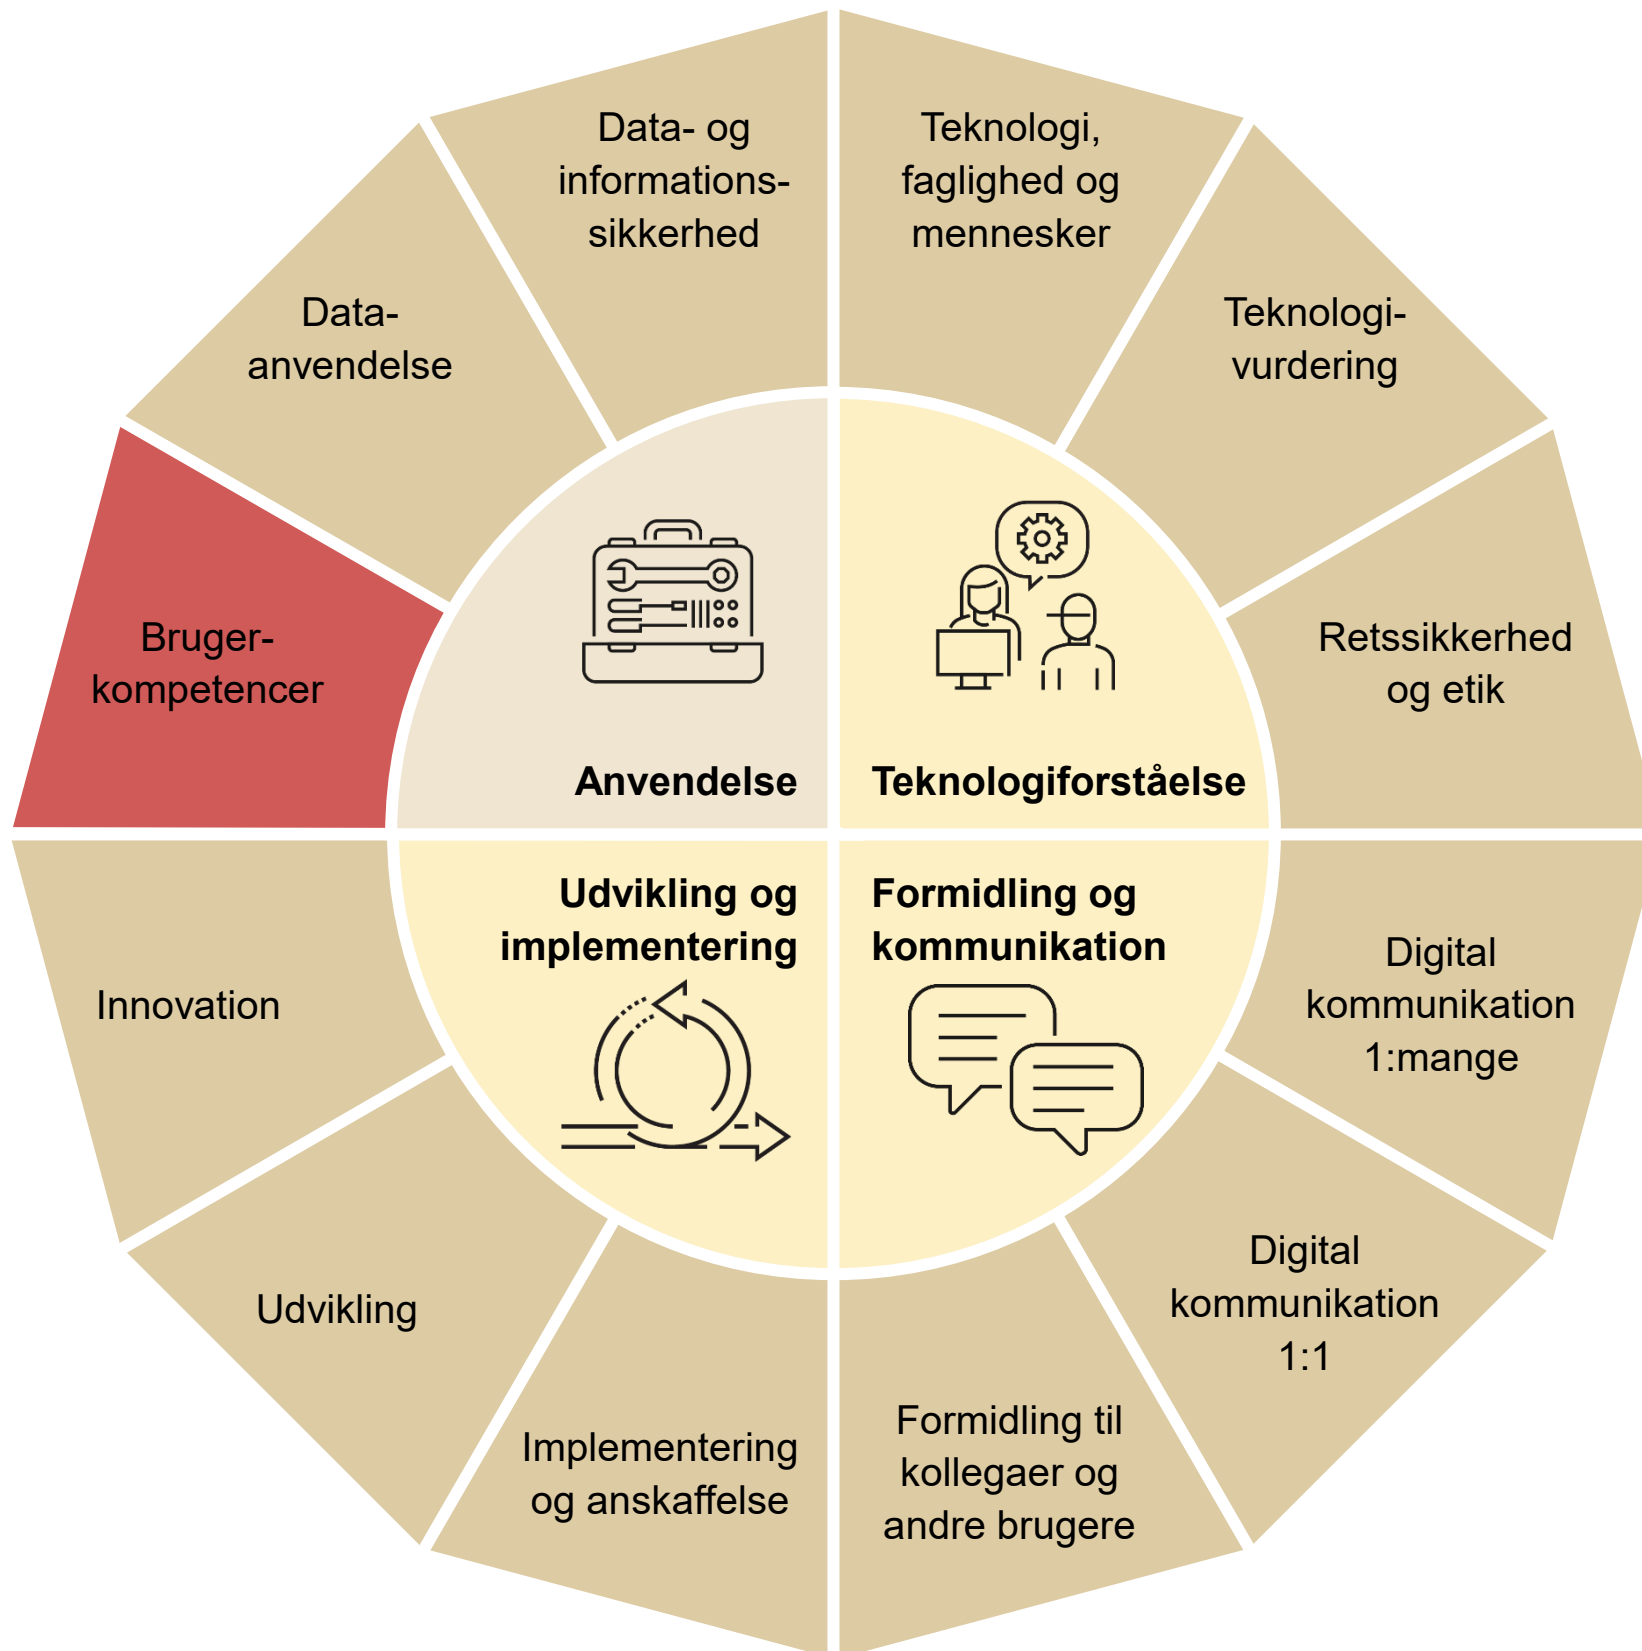 Data- og
informations-
sikkerhed
Teknologi,
faglighed og
mennesker
Data-
anvendelse
Teknologi-
vurdering
Bruger-
kompetencer
Retssikkerhed
og etik
Anvendelse
Teknologiforståelse
Udvikling og
implementering
Formidling og
kommunikation
Innovation
Digital
kommunikation
1:mange
Udvikling
Digital
kommunikation
1:1
Implementering
og anskaffelse
Formidling til
kollegaer og
andre brugere